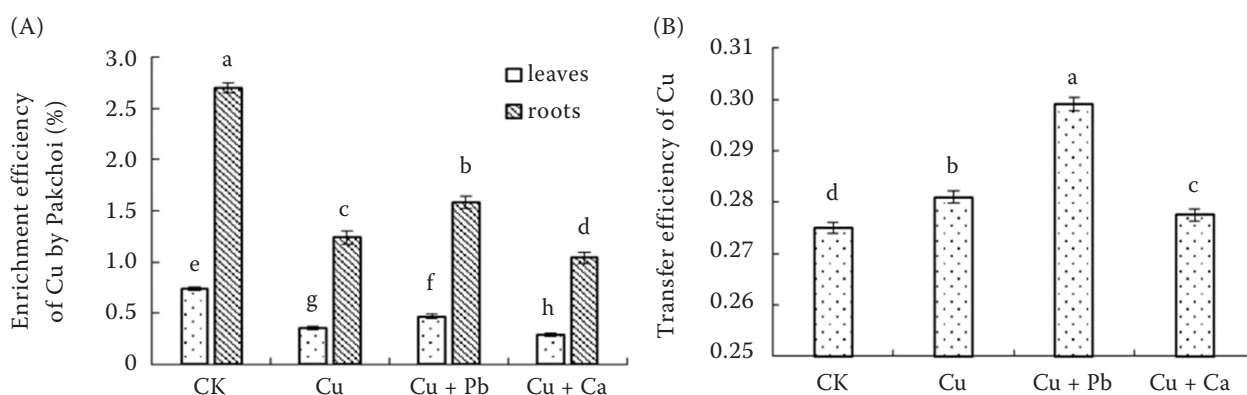 (A)
Enrichment efficiency
of Cu by Pakchoi (%)
3.0
2.5
2.0
1.5
1.0
0.5
0
a
b
c
d
e
f
g
h
leaves
roots
CK
Cu
Cu + Pb
Cu + Ca
(B)
Transfer efficiency of Cu
0.31
0.30
0.29
0.28
0.27
0.26
0.25
d
b
a
c
CK
Cu
Cu + Pb
Cu + Ca